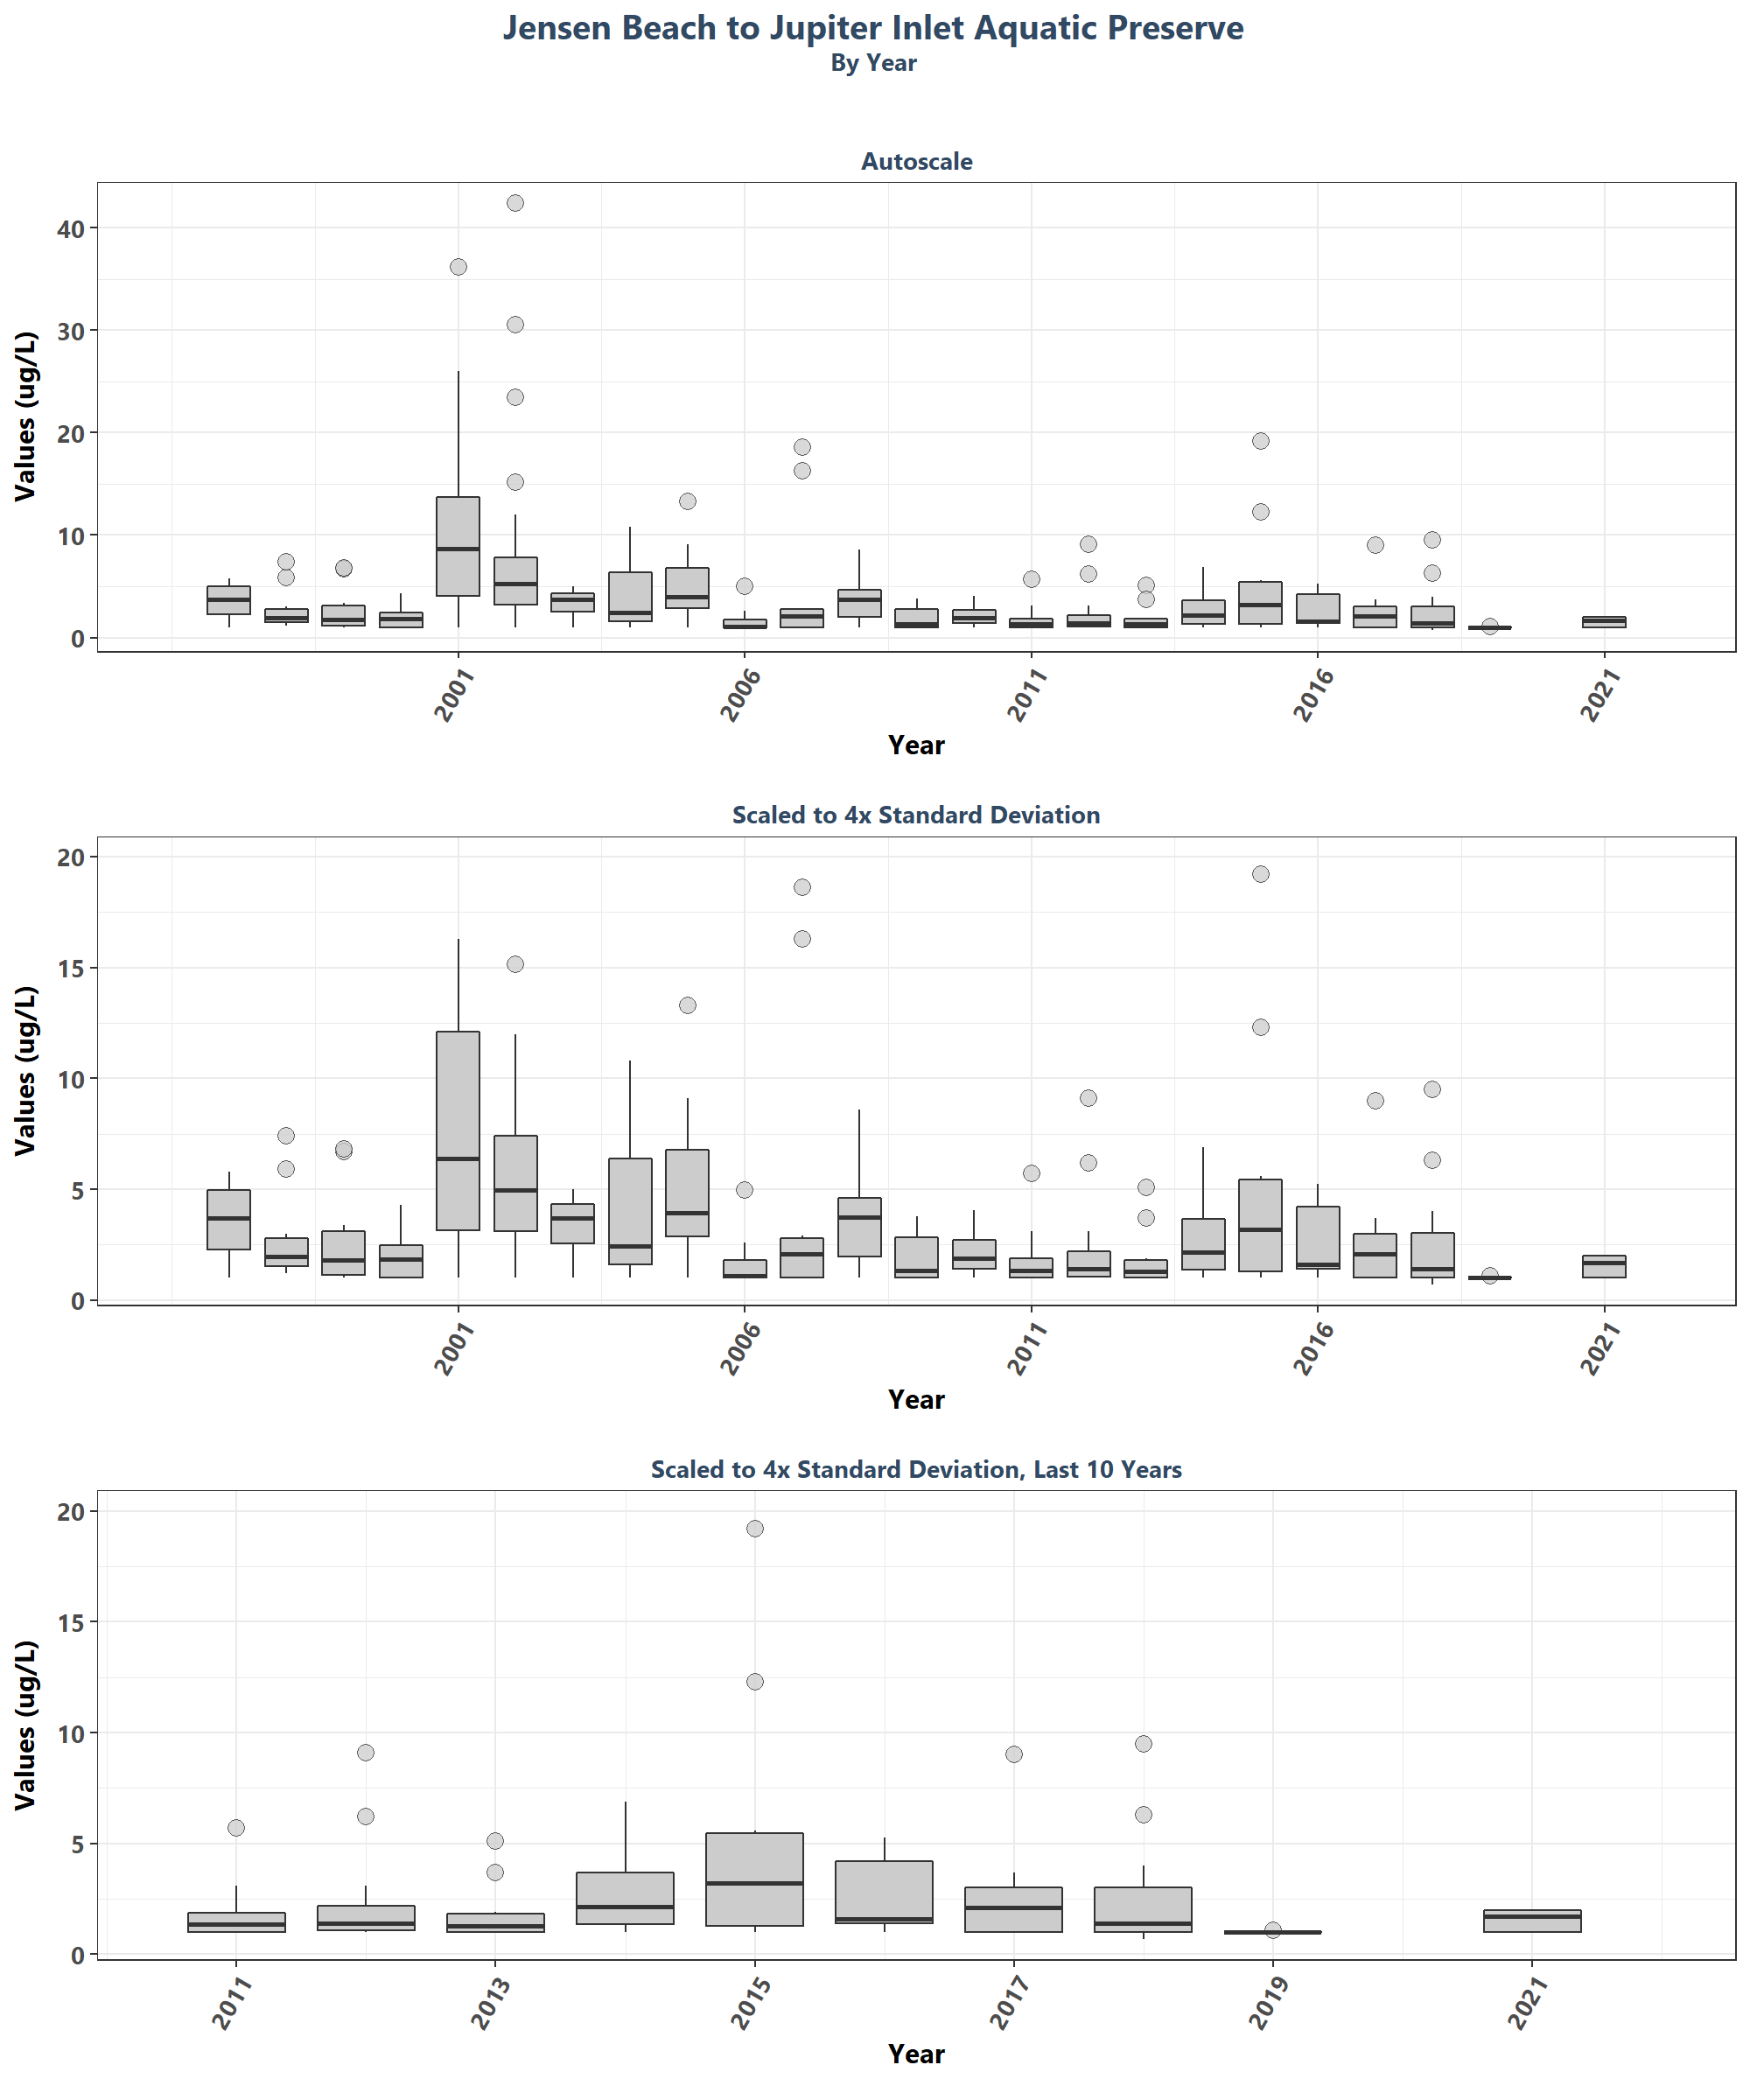 Jensen Beach to Jupiter Inlet Aquatic Preserve
By Year
Autoscale
Values (ug/L)
40
30
20
10
0
2001 2006 2011 2016 2021
Year
Scaled to 4x Standard Deviation
Values (ug/L)
20
15
10
5
0
2001 2006 2011 2016 2021
Year
Scaled to 4x Standard Deviation, Last 10 Years
Values (ug/L)
20
15
10
5
0
2011 2013 2015 2017 2019 2021
Year